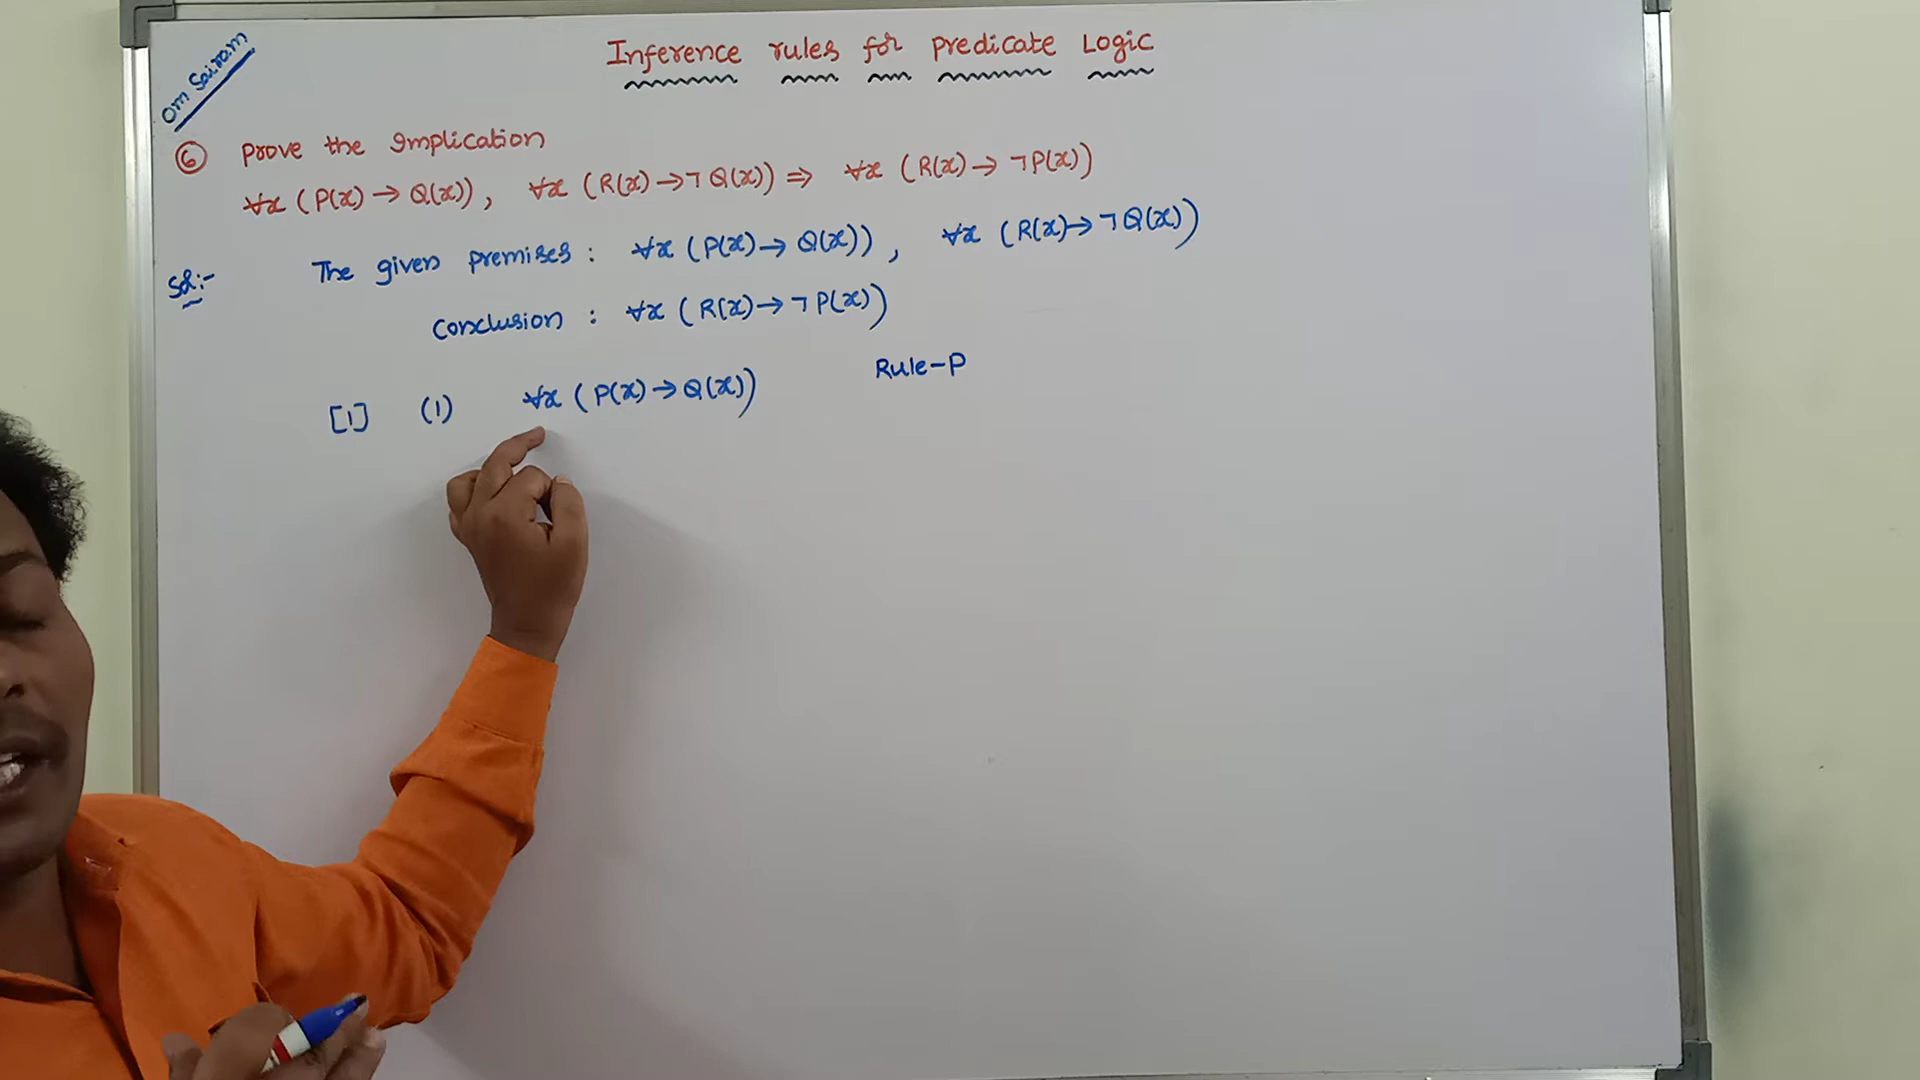 Om Sairam
Inference rules for predicate Logic
⑥ Prove the Implication
∀x (P(x) → Q(x)), ∀x (R(x) → ¬Q(x)) ⇒ ∀x (R(x) → ¬P(x))
Sol:- The given premises : ∀x (P(x) → Q(x)), ∀x (R(x) → ¬Q(x))
Conclusion : ∀x (R(x) → ¬P(x))
[1] (1) ∀x (P(x) → Q(x)) Rule-P